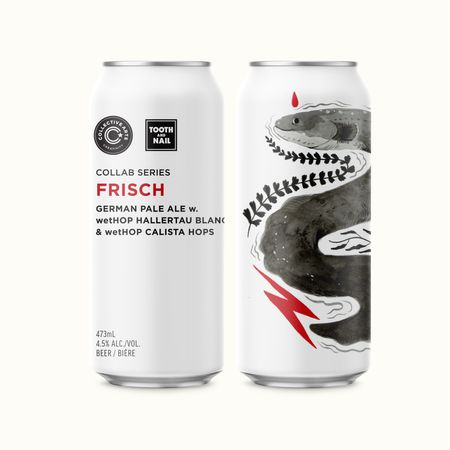 COLLECTIVE ARTS
TOOTH
AND
NAIL
COLLAB SERIES
FRISCH
GERMAN PALE ALE w.
wetHOP HALLERTAU BLANC
& wetHOP CALISTA HOPS
473mL
4.5% ALC./VOL.
BEER / BIÈRE